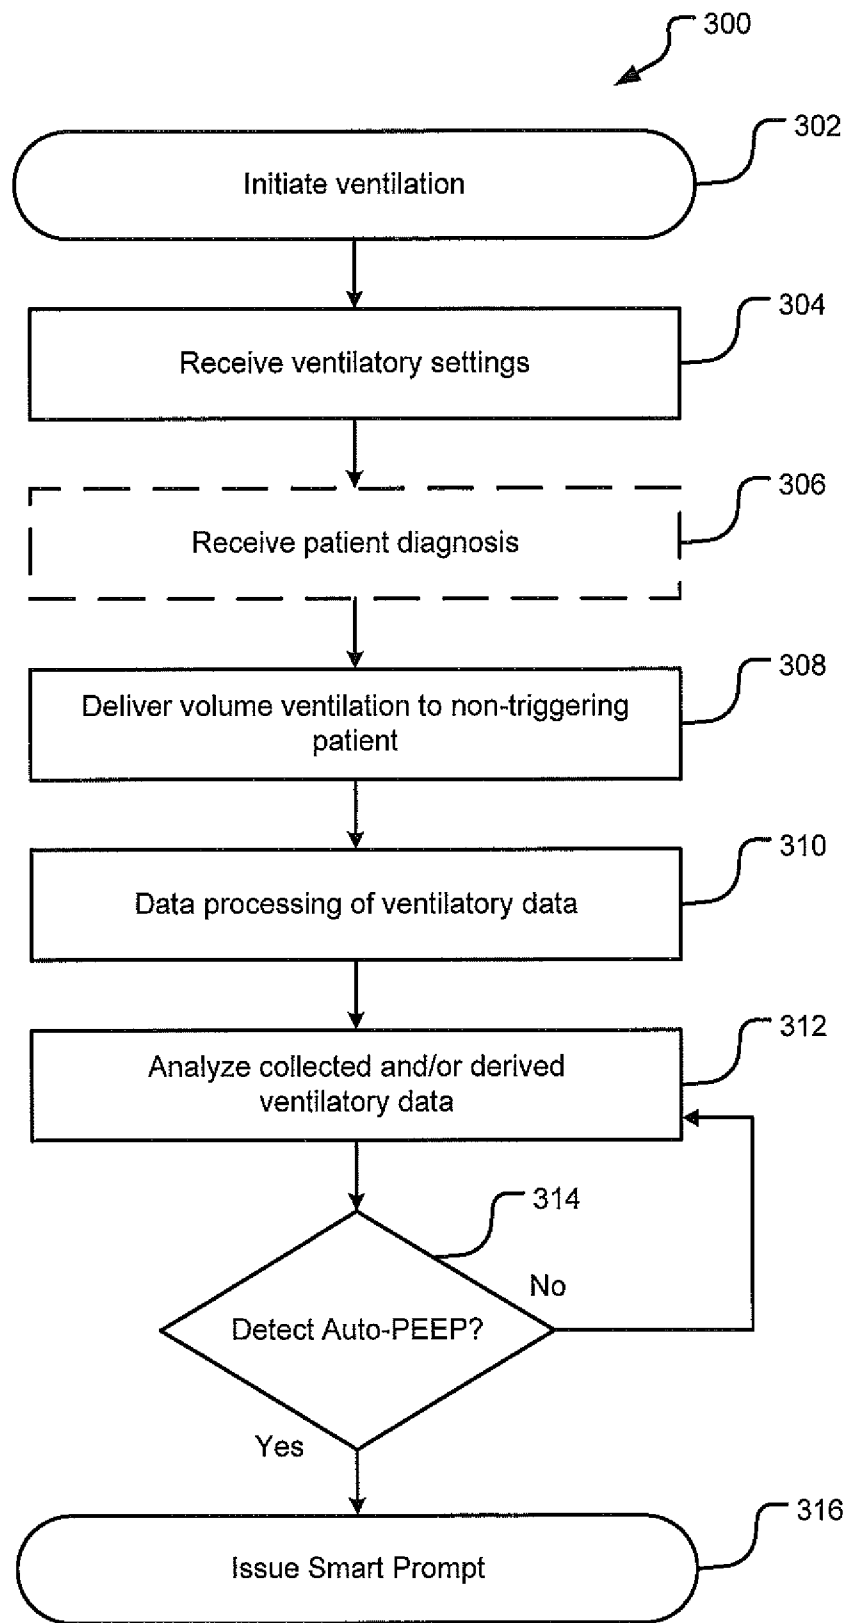 300
302
Initiate ventilation
304
Receive ventilatory settings
306
Receive patient diagnosis
308
Deliver volume ventilation to non-triggering
patient
310
Data processing of ventilatory data
312
Analyze collected and/or derived
ventilatory data
314
No
Detect Auto-PEEP?
Yes
316
Issue Smart Prompt